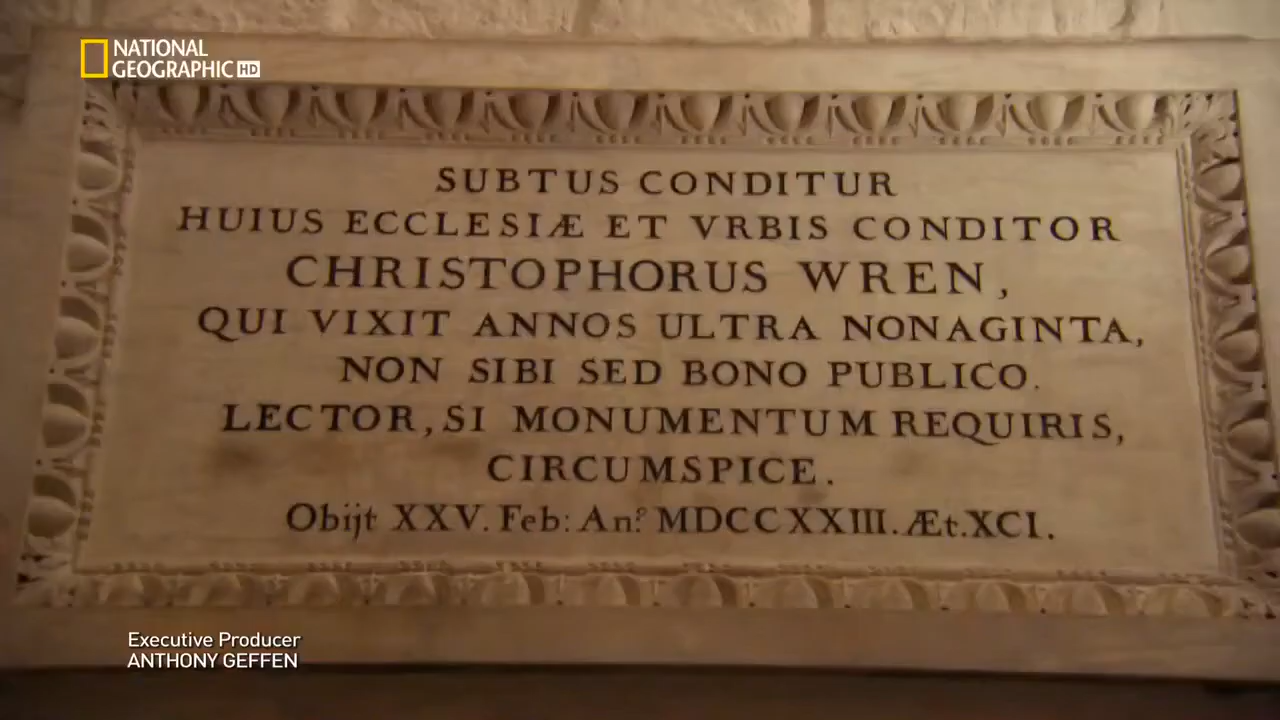 NATIONAL
GEOGRAPHIC HD
SUBTUS CONDITUR
HUIUS ECCLESIÆ ET VRBIS CONDITOR
CHRISTOPHORUS WREN,
QUI VIXIT ANNOS ULTRA NONAGINTA,
NON SIBI SED BONO PUBLICO.
LECTOR, SI MONUMENTUM REQUIRIS,
CIRCUMSPICE.
Obijt XXV. Feb: Anº. MDCCXXIII. Æt. XCI.
Executive Producer
ANTHONY GEFFEN